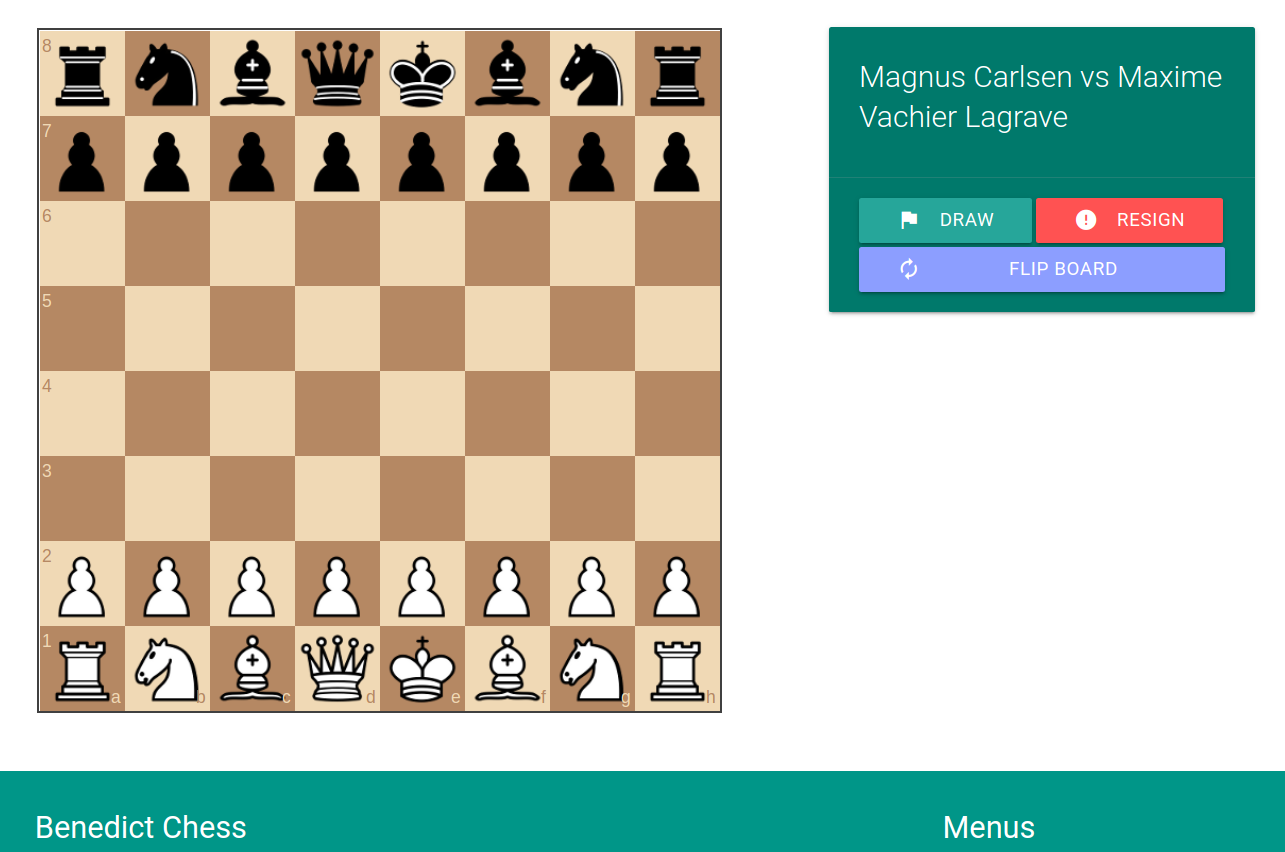 8
7
6
5
4
3
2
1
a b c d e f g h
Magnus Carlsen vs Maxime
Vachier Lagrave
DRAW RESIGN
FLIP BOARD
Benedict Chess Menus